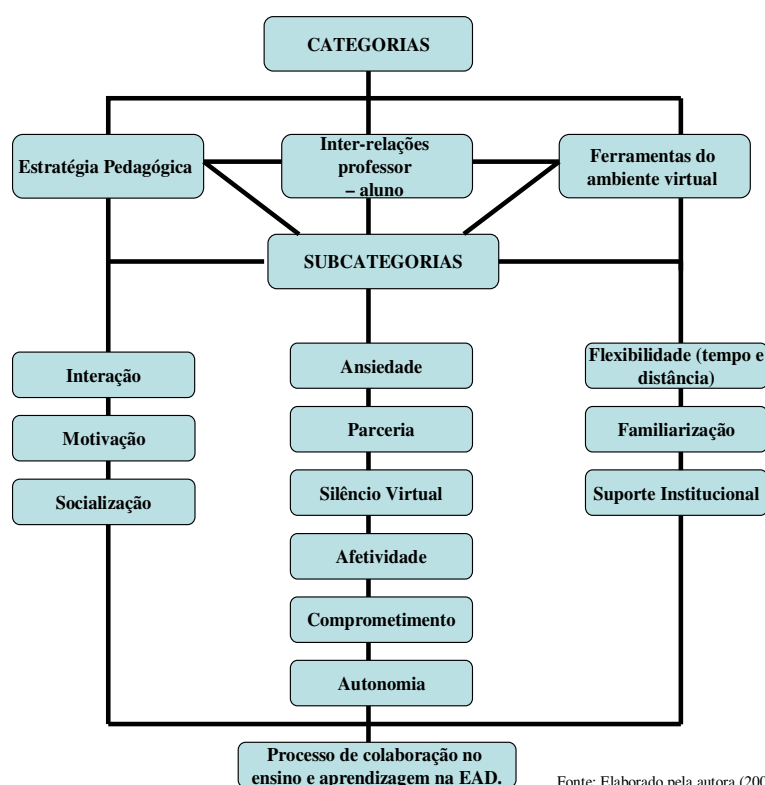 CATEGORIAS
Estratégia Pedagógica
Inter-relações
professor
– aluno
Ferramentas do
ambiente virtual
SUBCATEGORIAS
Interação
Motivação
Socialização
Ansiedade
Parceria
Silêncio Virtual
Afetividade
Comprometimento
Autonomia
Flexibilidade (tempo e
distância)
Familiarização
Suporte Institucional
Processo de colaboração no
ensino e aprendizagem na EAD.
Fonte: Elaborado pela autora (200